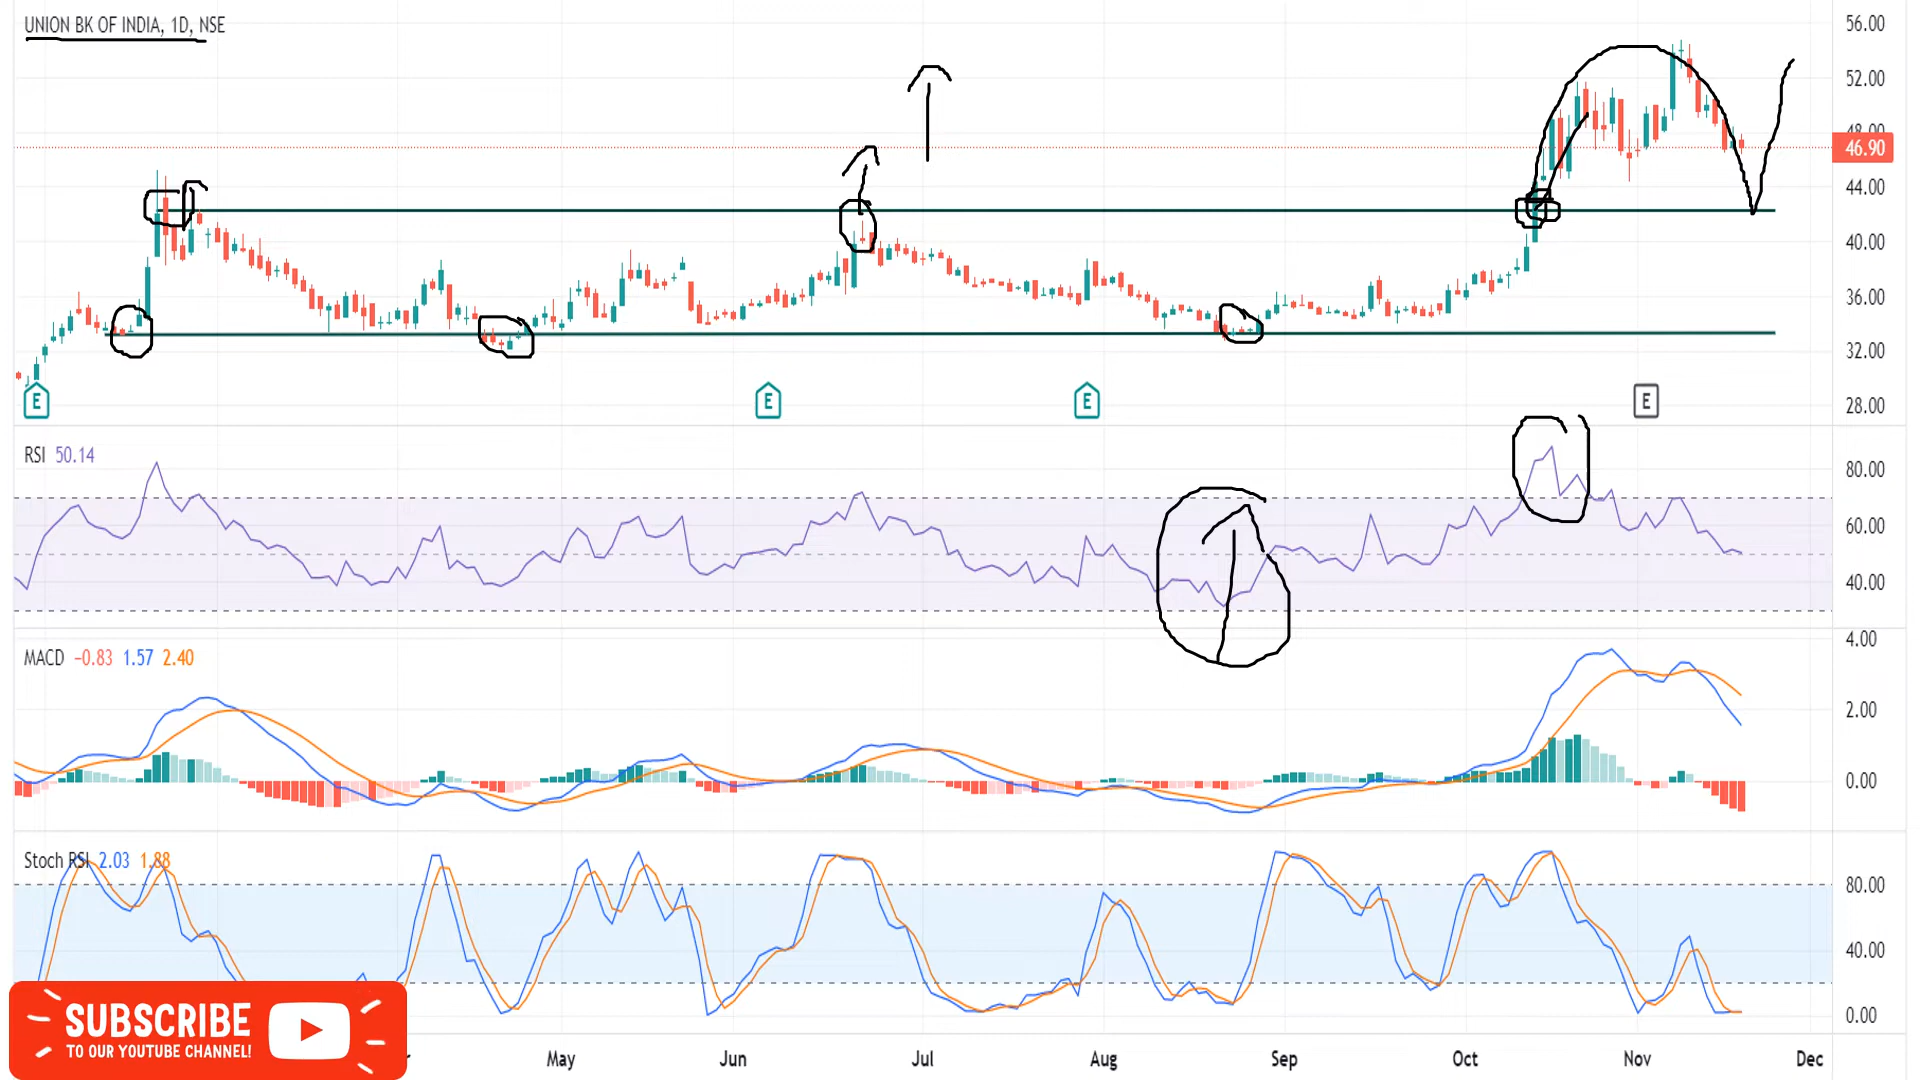 UNION BK OF INDIA, 1D, NSE
56.00
52.00
48.00
46.90
44.00
40.00
36.00
32.00
28.00
E E E E
RSI 50.14
80.00
60.00
40.00
MACD −0.83 1.57 2.40
4.00
2.00
0.00
Stoch RSI 2.03 1.88
80.00
40.00
0.00
SUBSCRIBE
TO OUR YOUTUBE CHANNEL!
May Jun Jul Aug Sep Oct Nov Dec